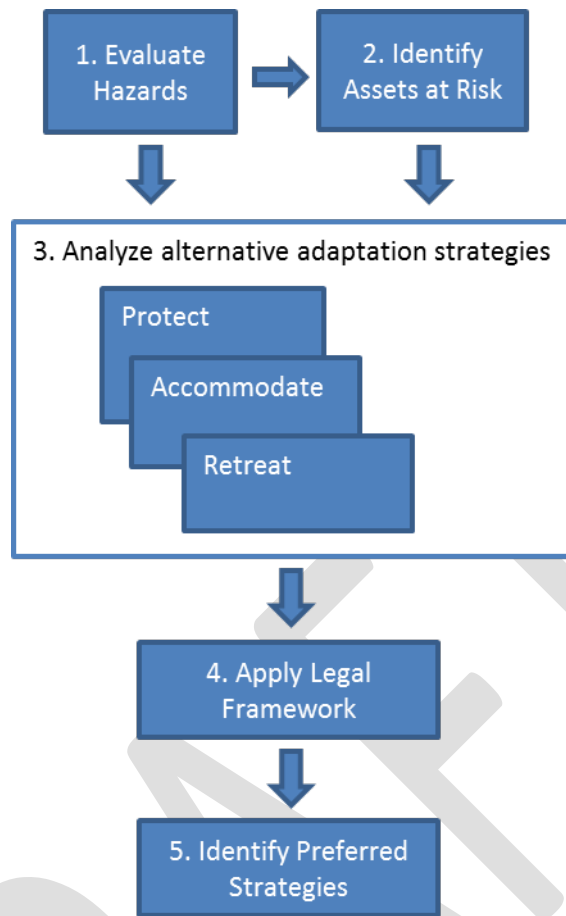 1. Evaluate
Hazards
2. Identify
Assets at Risk
3. Analyze alternative adaptation strategies
Protect
Accommodate
Retreat
4. Apply Legal
Framework
5. Identify Preferred
Strategies